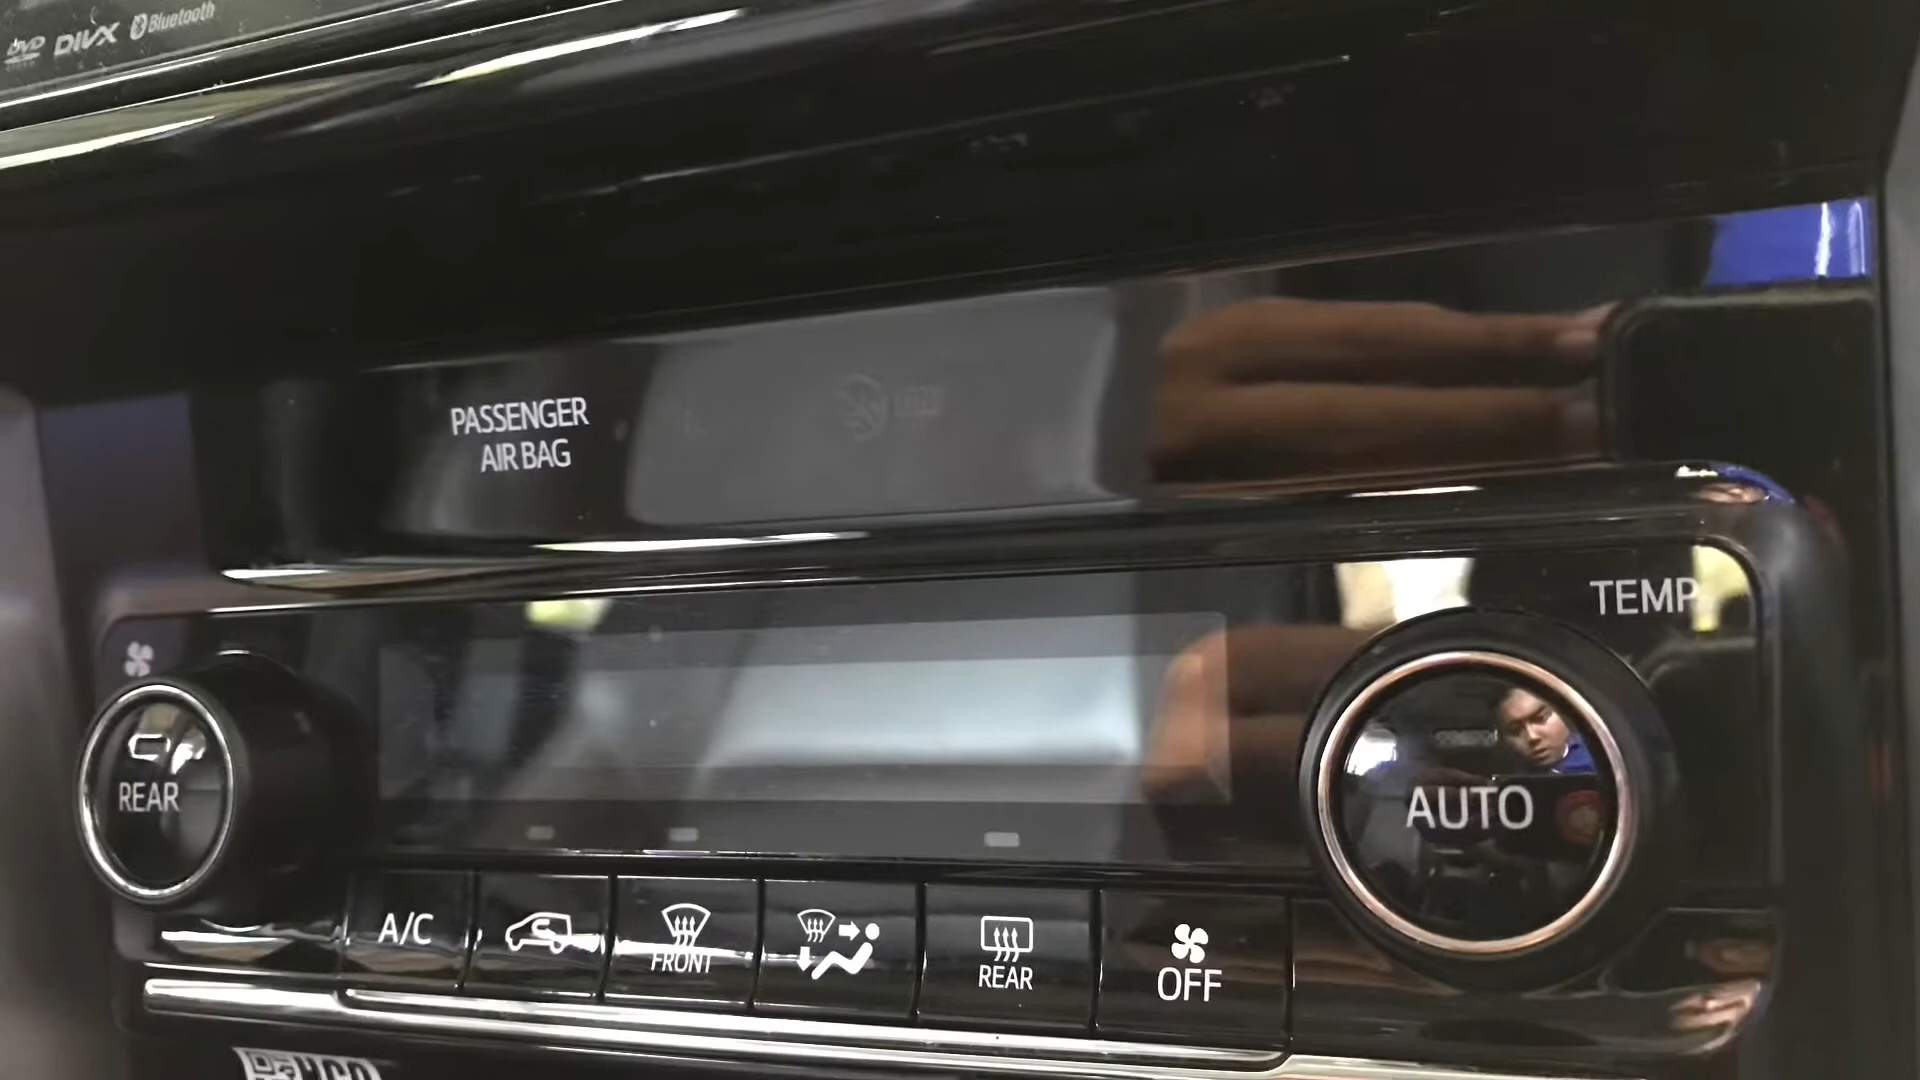 DVD DIVX Bluetooth
PASSENGER
AIR BAG
TEMP
REAR
AUTO
A/C
FRONT
REAR
OFF